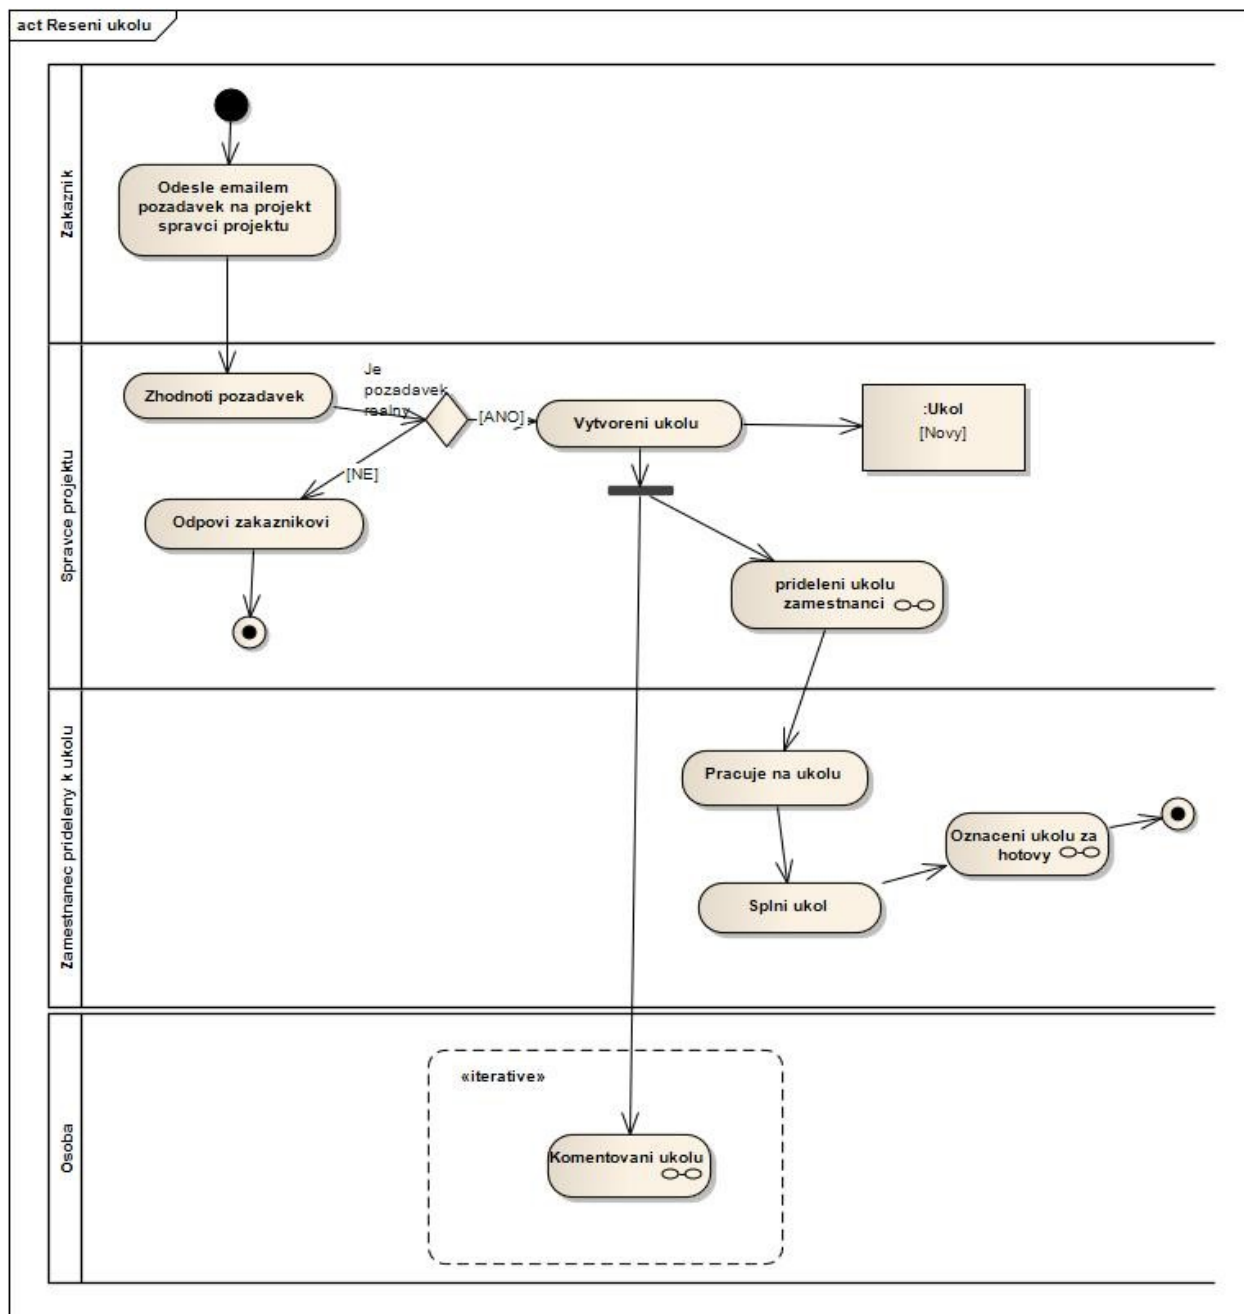 act Reseni ukolu
Zakaznik
Odesle emailem
pozadavek na projekt
spravci projektu
Spravce projektu
Zhodnoti pozadavek
Je
pozadavek
realny
[ANO]
Vytvoreni ukolu
:Ukol
[Novy]
[NE]
Odpovi zakaznikovi
prideleni ukolu
zamestnanci
Zamestnanec prideleny k ukolu
Pracuje na ukolu
Oznaceni ukolu za
hotovy
Splni ukol
Osoba
«iterative»
Komentovani ukolu